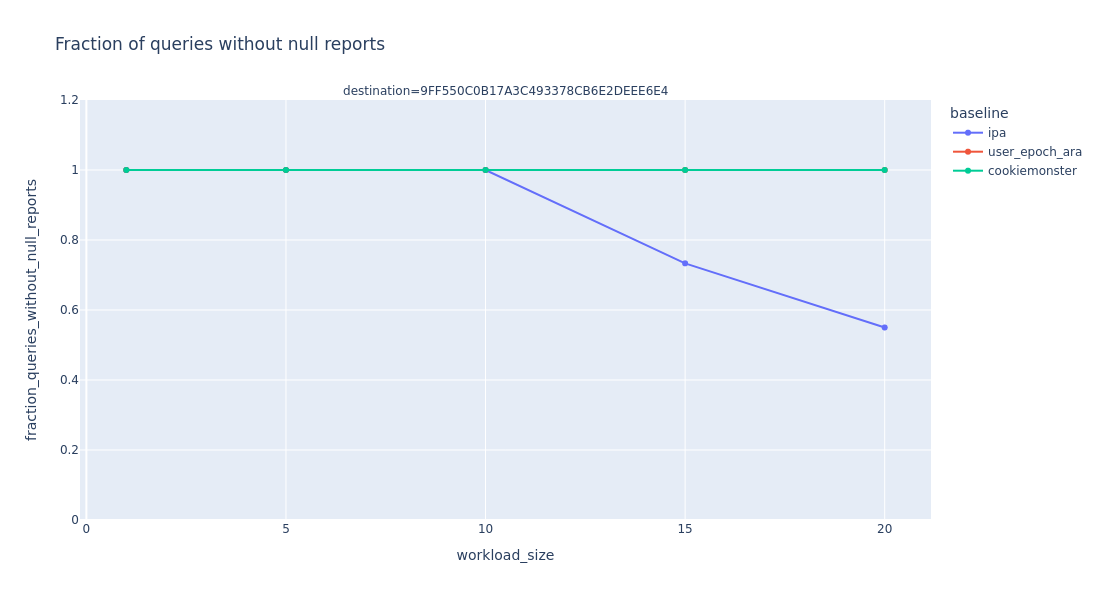 Fraction of queries without null reports
destination=9FF550C0B17A3C493378CB6E2DEEE6E4
baseline
ipa
user_epoch_ara
cookiemonster
fraction_queries_without_null_reports
1.2
1
0.8
0.6
0.4
0.2
0
0 5 10 15 20
workload_size